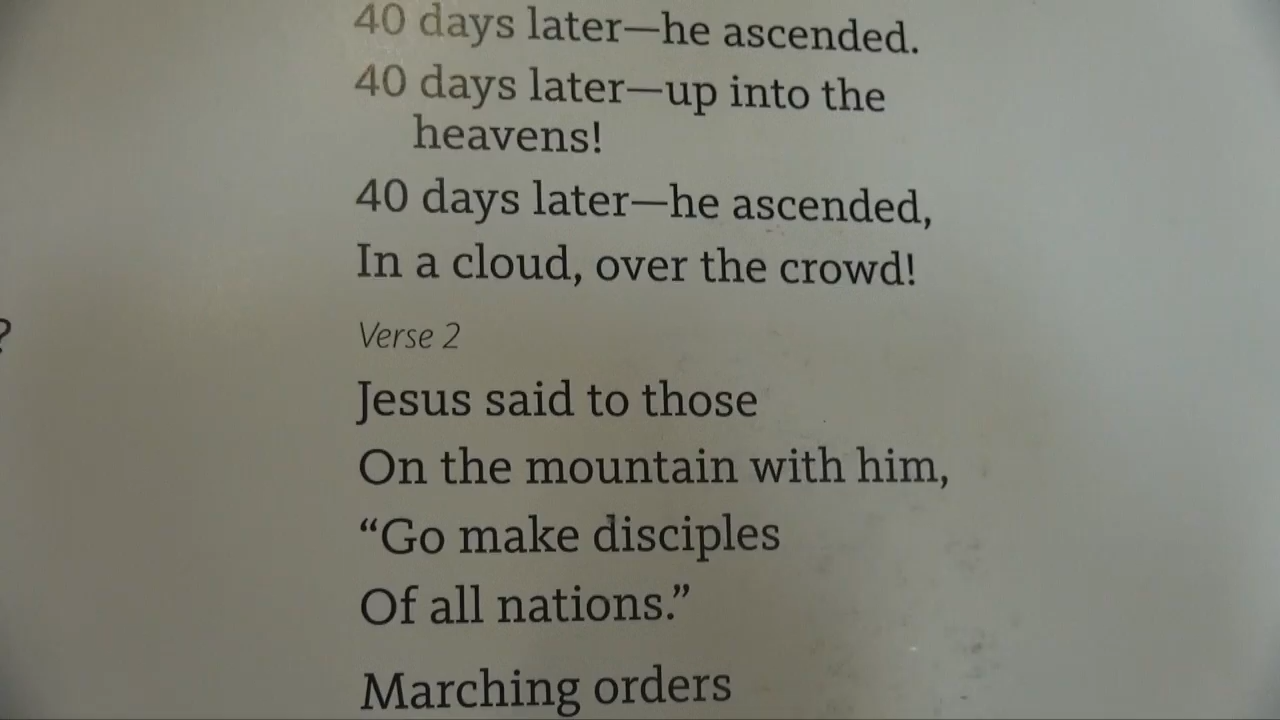 40 days later—he ascended.
40 days later—up into the
heavens!
40 days later—he ascended,
In a cloud, over the crowd!
?
Verse 2
Jesus said to those
On the mountain with him,
“Go make disciples
Of all nations.”
Marching orders